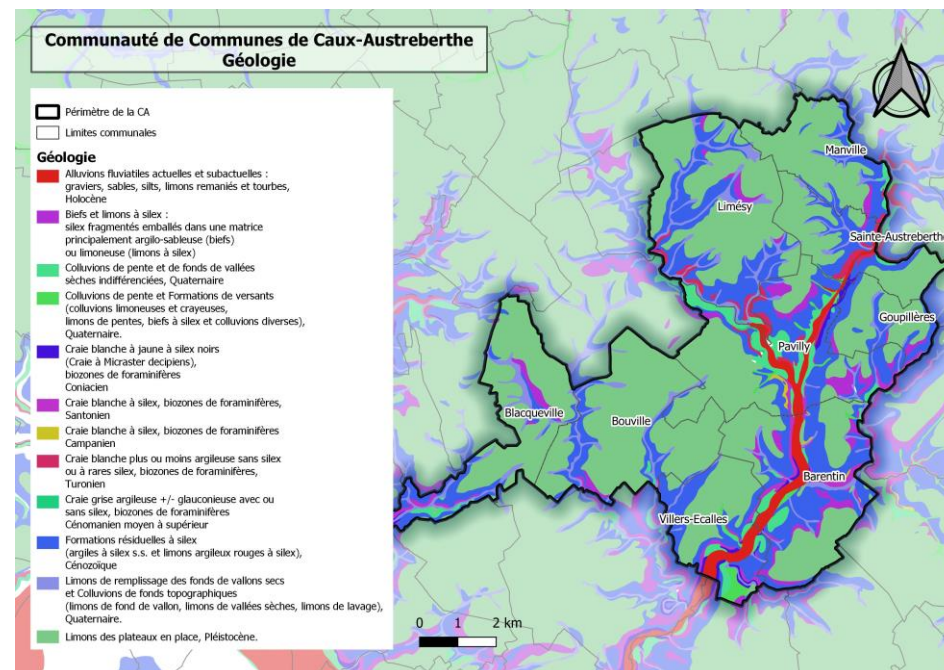 Communauté de Communes de Caux-Austreberthe
Géologie
Périmètre de la CA
Limites communales
Géologie
Alluvions fluviatiles actuelles et subactuelles :
graviers, sables, silts, limons remaniés et tourbes,
Holocène
Biefs et limons à silex :
silex fragmentés emballés dans une matrice
principalement argilo-sableuse (biefs)
ou limoneuse (limons à silex)
Colluvions de pente et de fonds de vallées
sèches indifférenciées, Quaternaire
Colluvions de pente et Formations de versants
(colluvions limoneuses et crayeuses,
limons de pentes, biefs à silex et colluvions diverses),
Quaternaire.
Craie blanche à jaune à silex noirs
(Craie à Micraster decipiens),
biozones de foraminifères
Coniacien
Craie blanche à silex, biozones de foraminifères,
Santonien
Craie blanche à silex, biozones de foraminifères
Campanien
Craie blanche plus ou moins argileuse sans silex
ou à rares silex, biozones de foraminifères,
Turonien
Craie grise argileuse +/- glauconieuse avec ou
sans silex, biozones de foraminifères
Cénomanien moyen à supérieur
Formations résiduelles à silex
(argiles à silex s.s. et limons argileux rouges à silex),
Cénozoïque
Limons de remplissage des fonds de vallons secs
et Colluvions de fonds topographiques
(limons de fond de vallon, limons de vallées sèches, limons de lavage),
Quaternaire.
Limons des plateaux en place, Pléistocène.
Manville
Limésy
Sainte-Austreberthe
Goupillères
Pavilly
Blacqueville
Bouville
Barentin
Villers-Ecalles
0 1 2 km